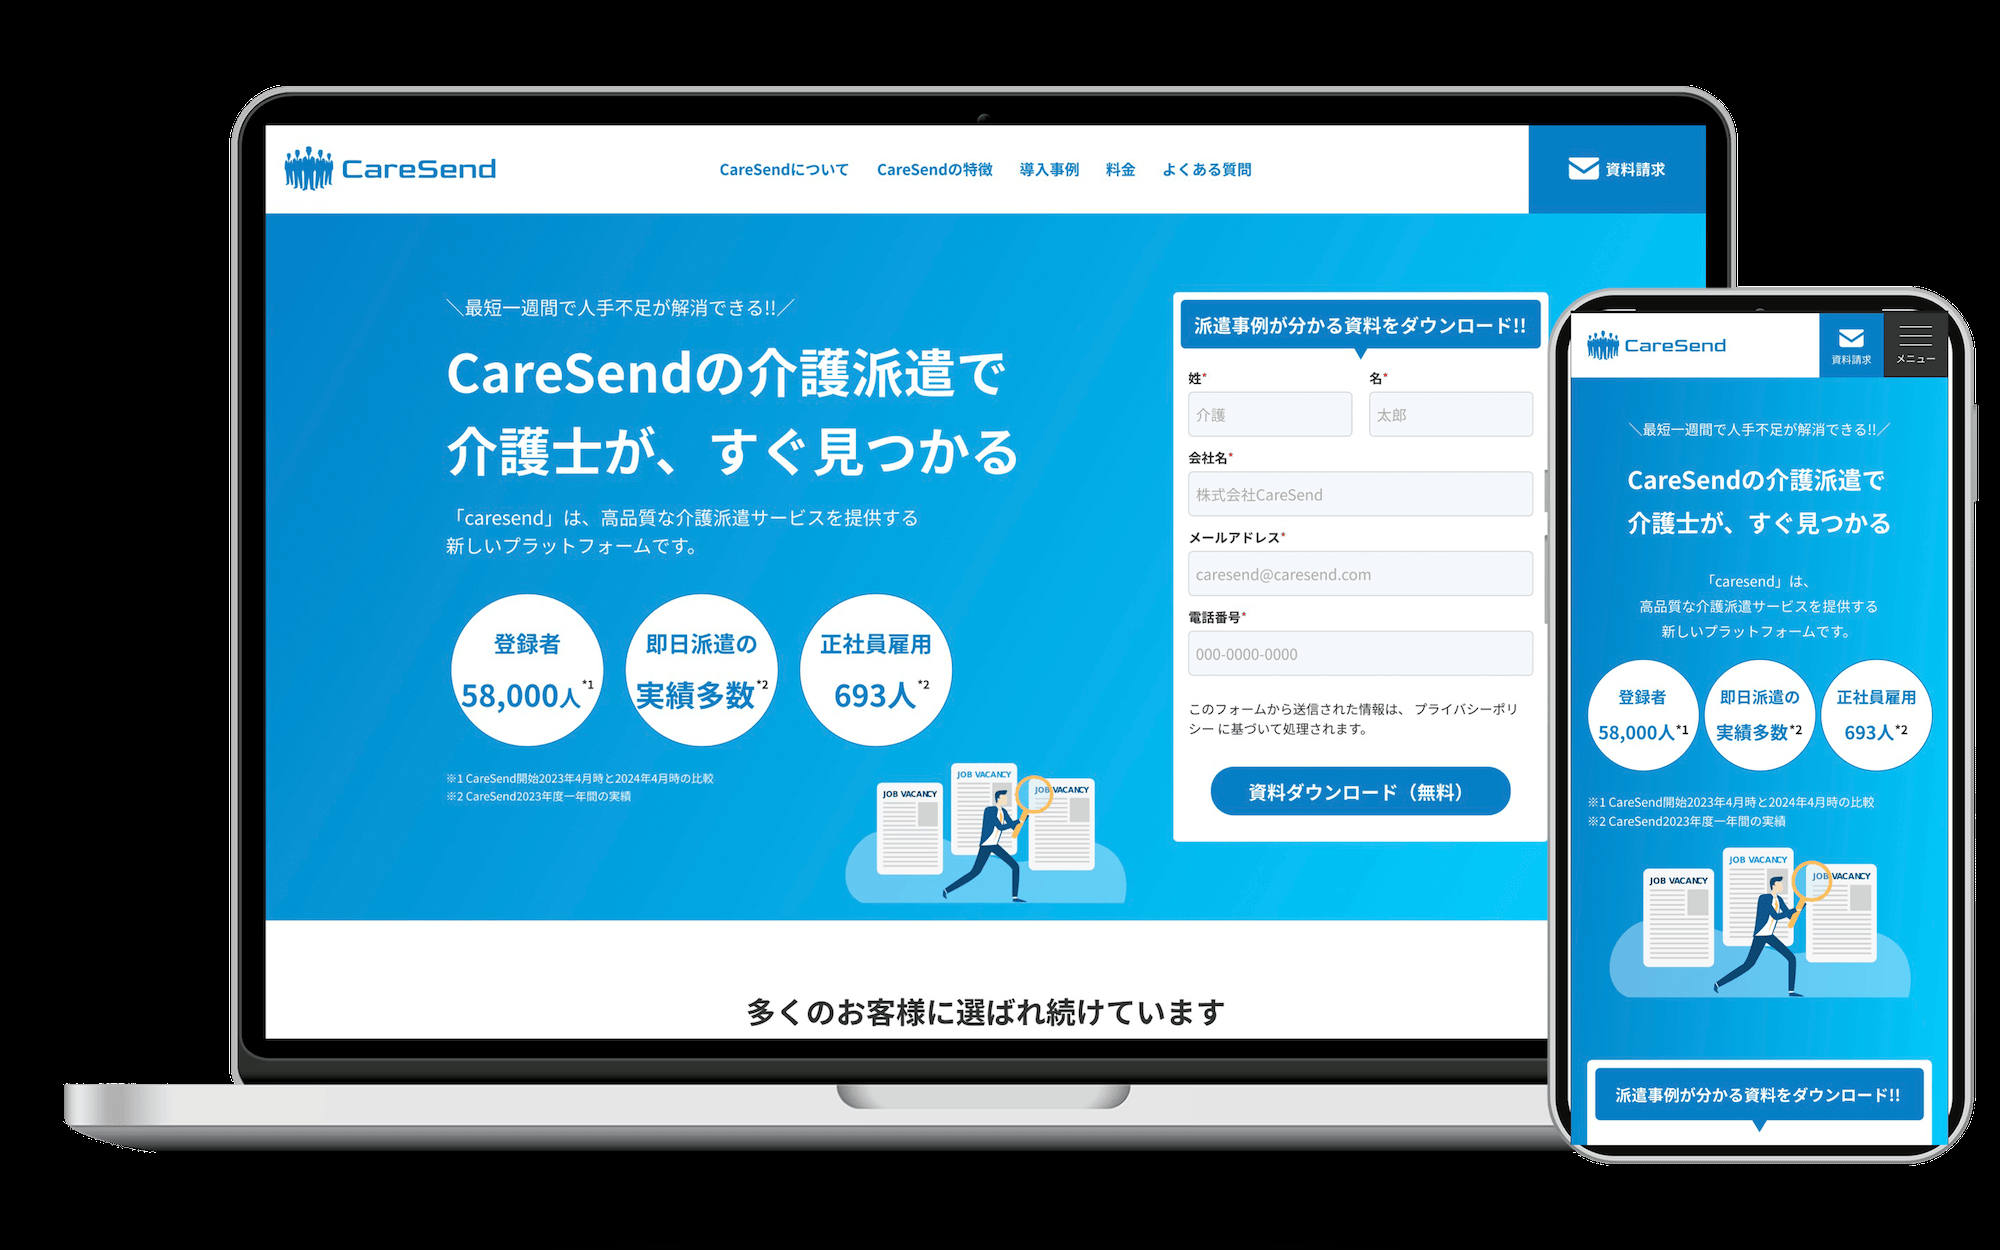 CareSend
CareSendについて CareSendの特徴 導入事例 料金 よくある質問
資料請求
＼最短一週間で人手不足が解消できる!!／
CareSendの介護派遣で
介護士が、すぐ見つかる
「caresend」は、高品質な介護派遣サービスを提供する
新しいプラットフォームです。
登録者
58,000人*1
即日派遣の
実績多数*2
正社員雇用
693人*2
※1 CareSend開始2023年4月時と2024年4月時の比較
※2 CareSend2023年度一年間の実績
JOB VACANCY
JOB VACANCY
JOB VACANCY
派遣事例が分かる資料をダウンロード!!
姓* 名*
介護 太郎
会社名*
株式会社CareSend
メールアドレス*
caresend@caresend.com
電話番号*
000-0000-0000
このフォームから送信された情報は、 プライバシーポリ
シー に基づいて処理されます。
資料ダウンロード（無料）
多くのお客様に選ばれ続けています
CareSend
資料請求
メニュー
＼最短一週間で人手不足が解消できる!!／
CareSendの介護派遣で
介護士が、すぐ見つかる
「caresend」は、
高品質な介護派遣サービスを提供する
新しいプラットフォームです。
登録者
58,000人*1
即日派遣の
実績多数*2
正社員雇用
693人*2
※1 CareSend開始2023年4月時と2024年4月時の比較
※2 CareSend2023年度一年間の実績
JOB VACANCY
JOB VACANCY
JOB VACANCY
派遣事例が分かる資料をダウンロード!!